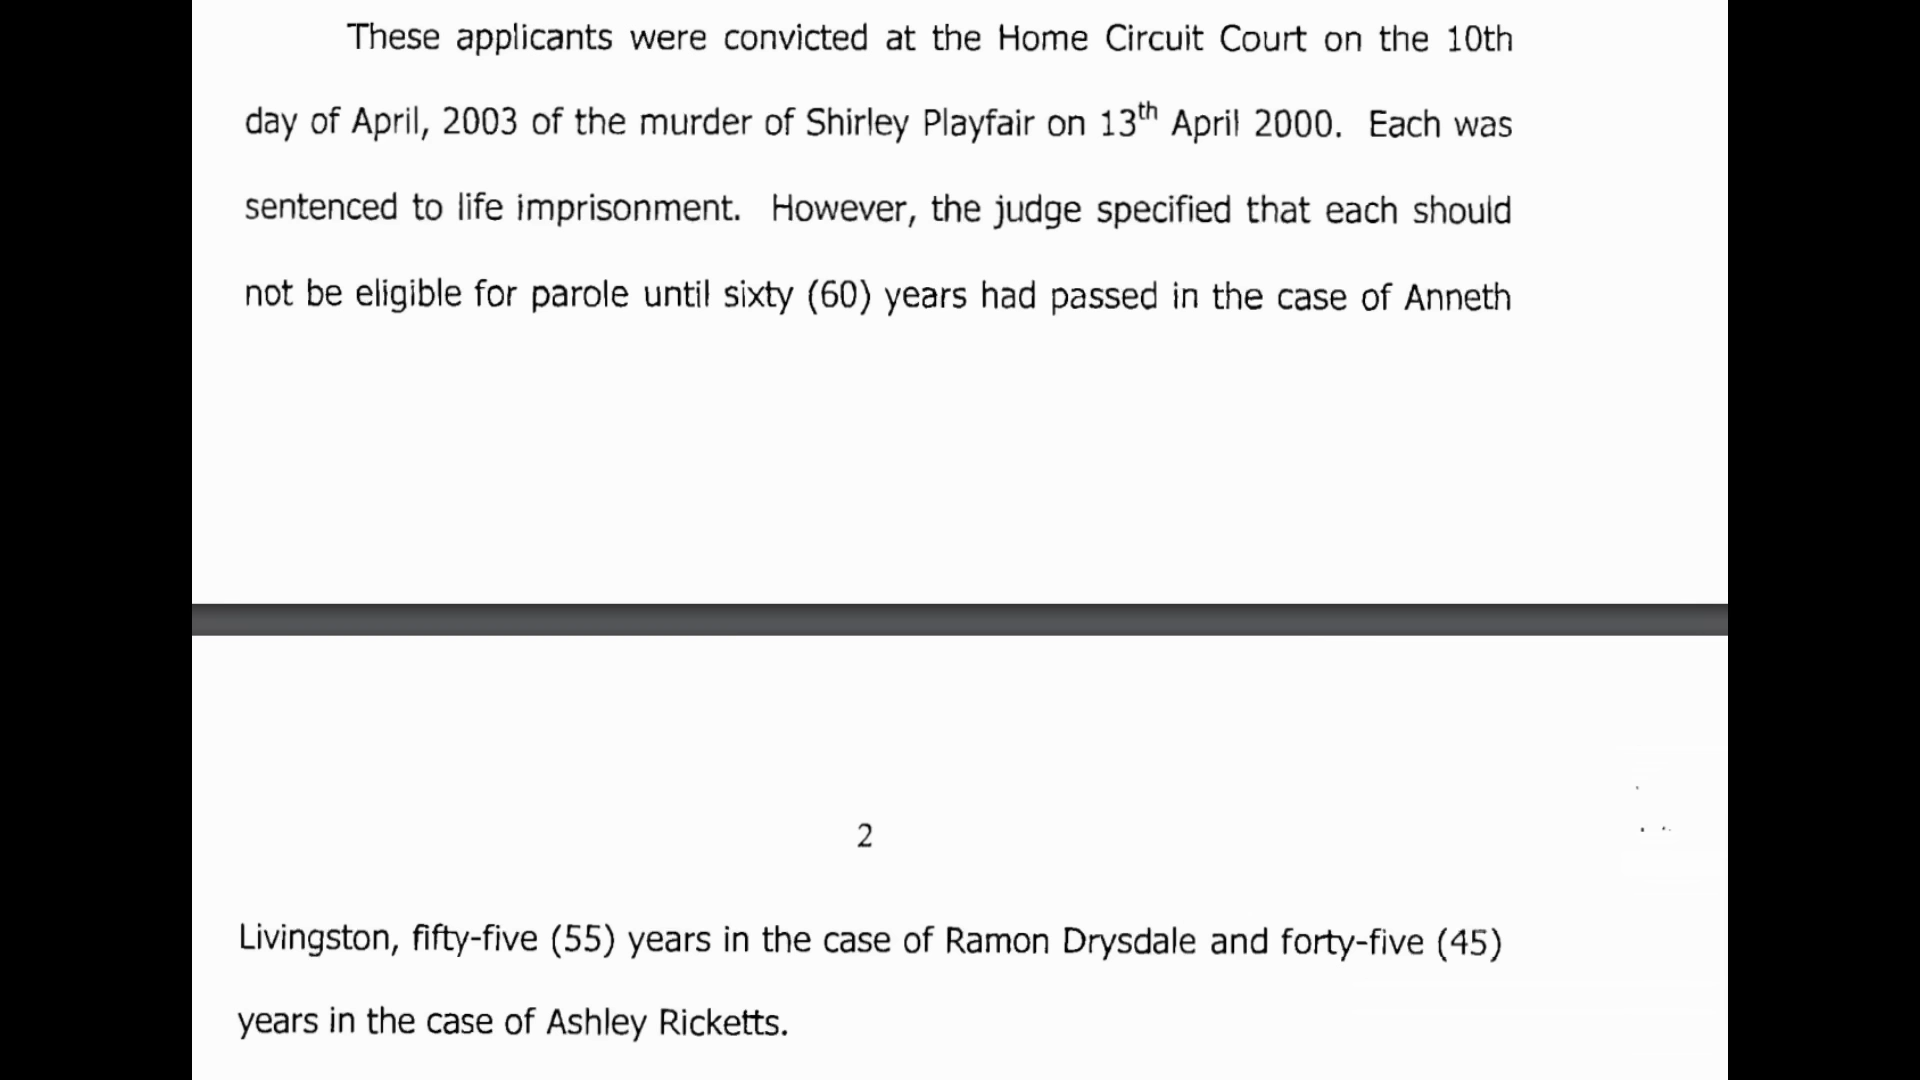 These applicants were convicted at the Home Circuit Court on the 10th
day of April, 2003 of the murder of Shirley Playfair on 13th April 2000. Each was
sentenced to life imprisonment. However, the judge specified that each should
not be eligible for parole until sixty (60) years had passed in the case of Anneth
2
Livingston, fifty-five (55) years in the case of Ramon Drysdale and forty-five (45)
years in the case of Ashley Ricketts.